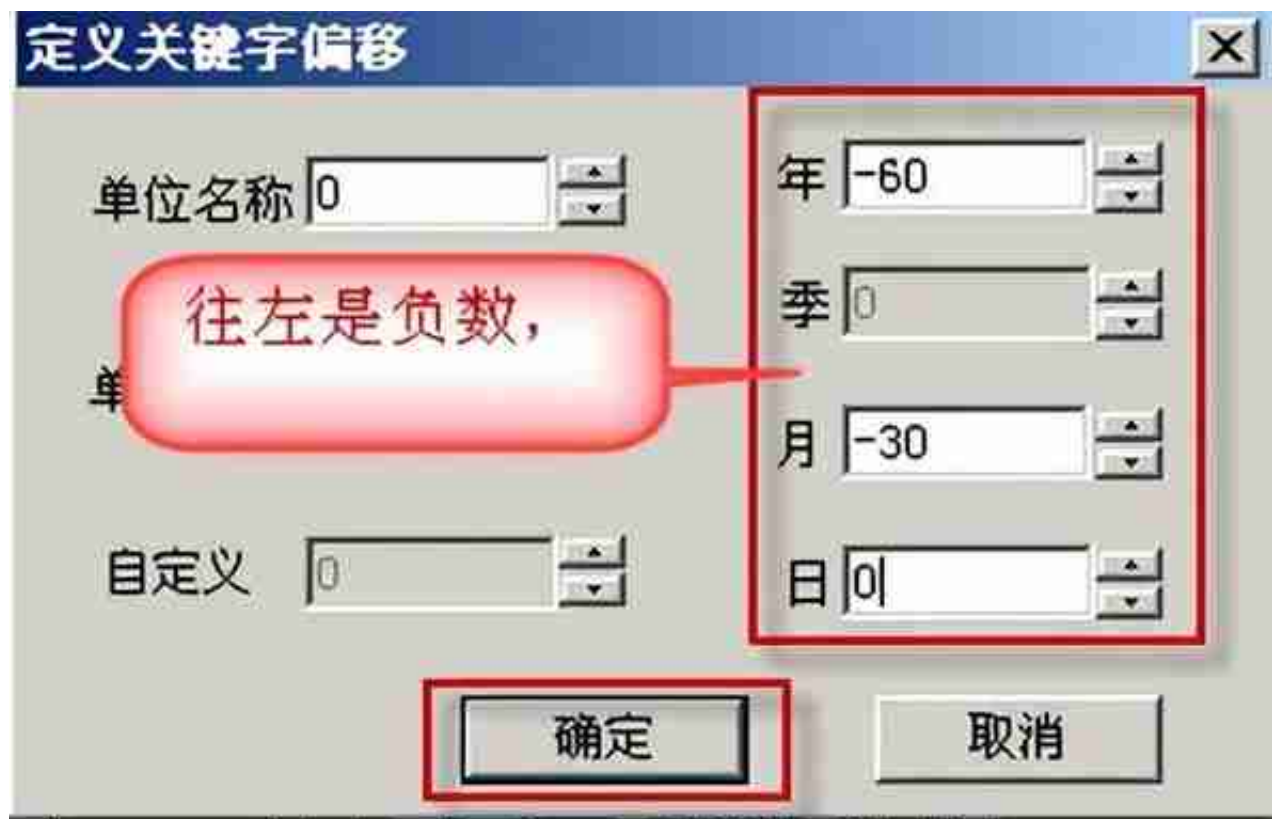 定义关键字偏移
单位名称 0
年 -60
往左是负数，
季 0
单
月 -30
自定义 0
日 0
确定 取消